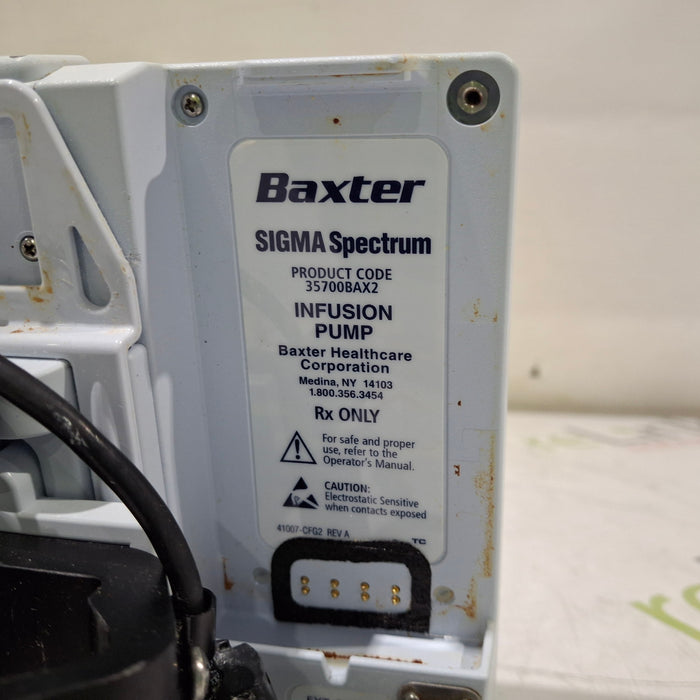 Baxter
SIGMA Spectrum
PRODUCT CODE
35700BAX2
INFUSION
PUMP
Baxter Healthcare
Corporation
Medina, NY 14103
1.800.356.3454
Rx ONLY
For safe and proper
use, refer to the
Operator's Manual.
CAUTION:
Electrostatic Sensitive
when contacts exposed
41007-CFG2 REV A